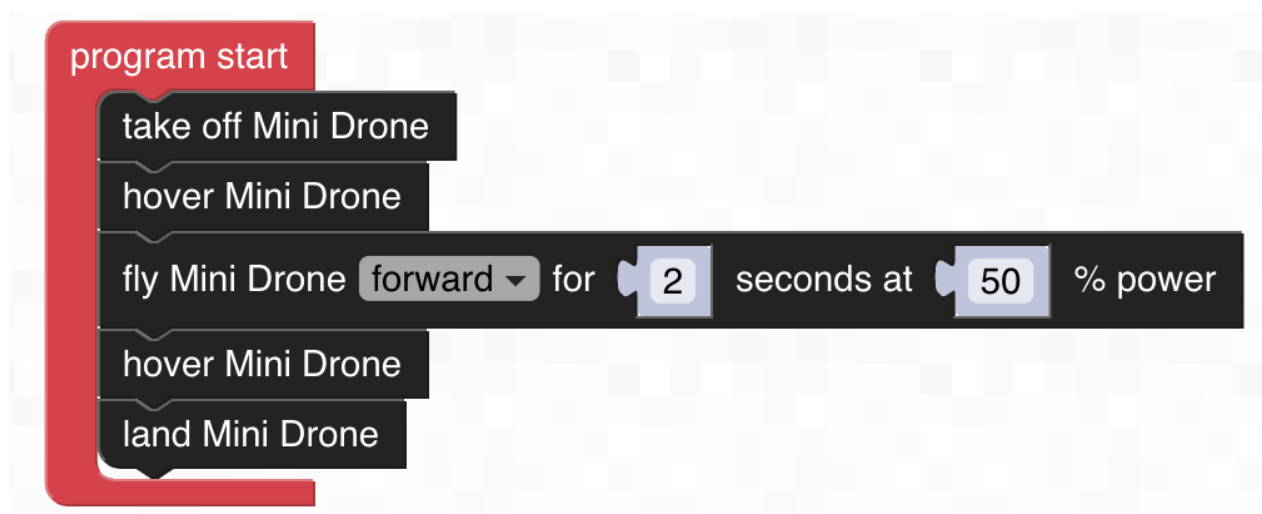 program start
take off Mini Drone
hover Mini Drone
fly Mini Drone forward for 2 seconds at 50 % power
hover Mini Drone
land Mini Drone